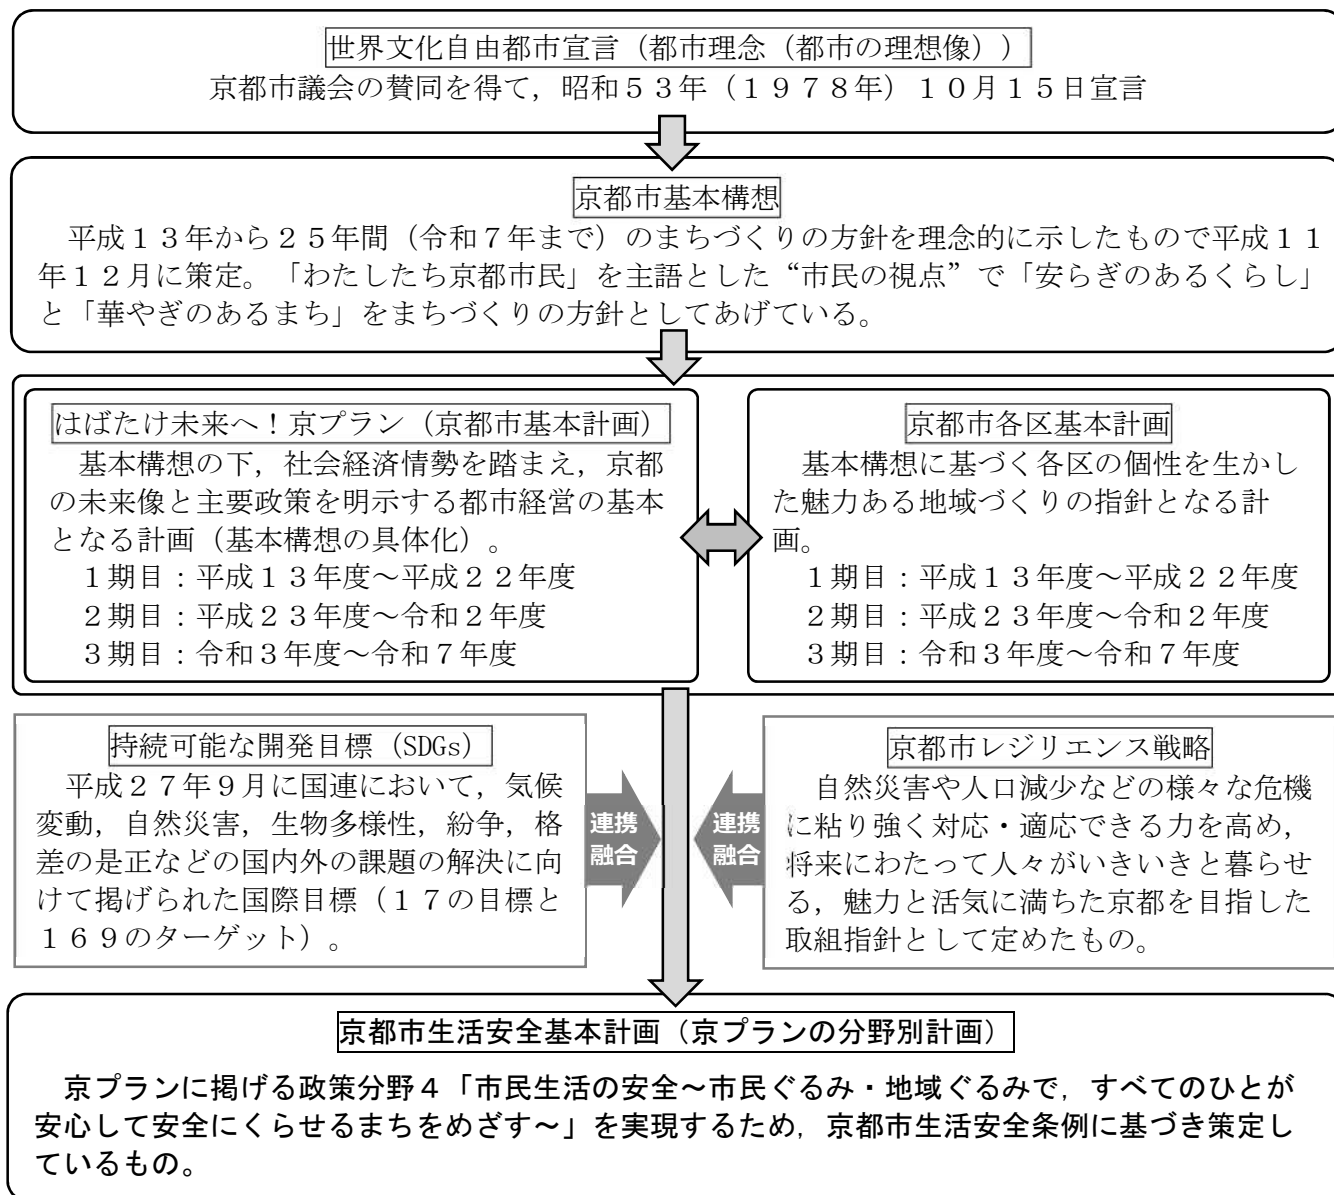 世界文化自由都市宣言（都市理念（都市の理想像））
京都市議会の賛同を得て，昭和５３年（１９７８年）１０月１５日宣言
京都市基本構想
平成１３年から２５年間（令和７年まで）のまちづくりの方針を理念的に示したもので平成１１
年１２月に策定。「わたしたち京都市民」を主語とした“市民の視点”で「安らぎのあるくらし」
と「華やぎのあるまち」をまちづくりの方針としてあげている。
はばたけ未来へ！京プラン（京都市基本計画）
基本構想の下，社会経済情勢を踏まえ，京都
の未来像と主要政策を明示する都市経営の基本
となる計画（基本構想の具体化）。
１期目：平成１３年度～平成２２年度
２期目：平成２３年度～令和２年度
３期目：令和３年度～令和７年度
京都市各区基本計画
基本構想に基づく各区の個性を生かし
た魅力ある地域づくりの指針となる計
画。
１期目：平成１３年度～平成２２年度
２期目：平成２３年度～令和２年度
３期目：令和３年度～令和７年度
持続可能な開発目標（SDGs）
平成２７年９月に国連において，気候
変動，自然災害，生物多様性，紛争，格
差の是正などの国内外の課題の解決に向
けて掲げられた国際目標（１７の目標と
１６９のターゲット）。
連携
融合
連携
融合
京都市レジリエンス戦略
自然災害や人口減少などの様々な危機
に粘り強く対応・適応できる力を高め，
将来にわたって人々がいきいきと暮らせ
る，魅力と活気に満ちた京都を目指した
取組指針として定めたもの。
京都市生活安全基本計画（京プランの分野別計画）
京プランに掲げる政策分野４「市民生活の安全～市民ぐるみ・地域ぐるみで，すべてのひとが
安心して安全にくらせるまちをめざす～」を実現するため，京都市生活安全条例に基づき策定し
ているもの。